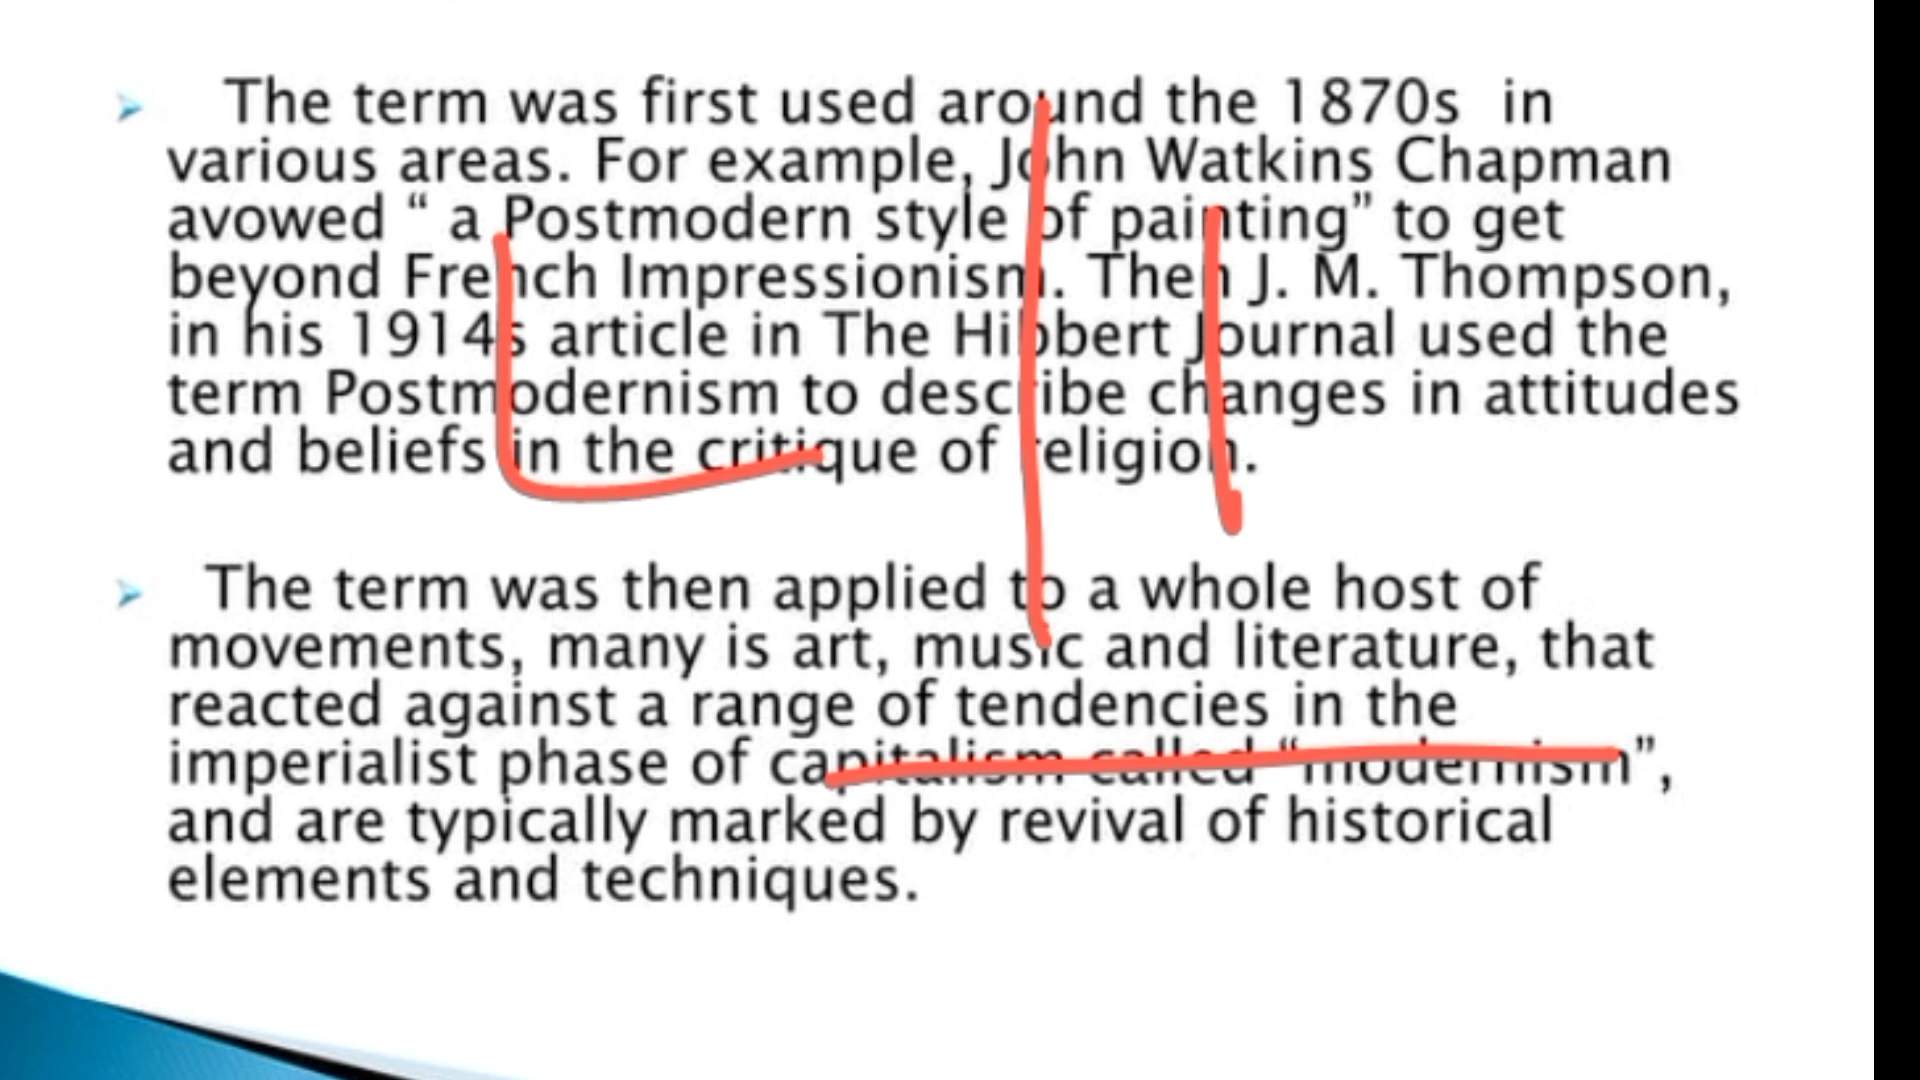 The term was first used around the 1870s in
various areas. For example, John Watkins Chapman
avowed “ a Postmodern style of painting” to get
beyond French Impressionism. Then J. M. Thompson,
in his 1914s article in The Hibbert Journal used the
term Postmodernism to describe changes in attitudes
and beliefs in the critique of religion.
The term was then applied to a whole host of
movements, many is art, music and literature, that
reacted against a range of tendencies in the
imperialist phase of capitalism called “modernism”,
and are typically marked by revival of historical
elements and techniques.